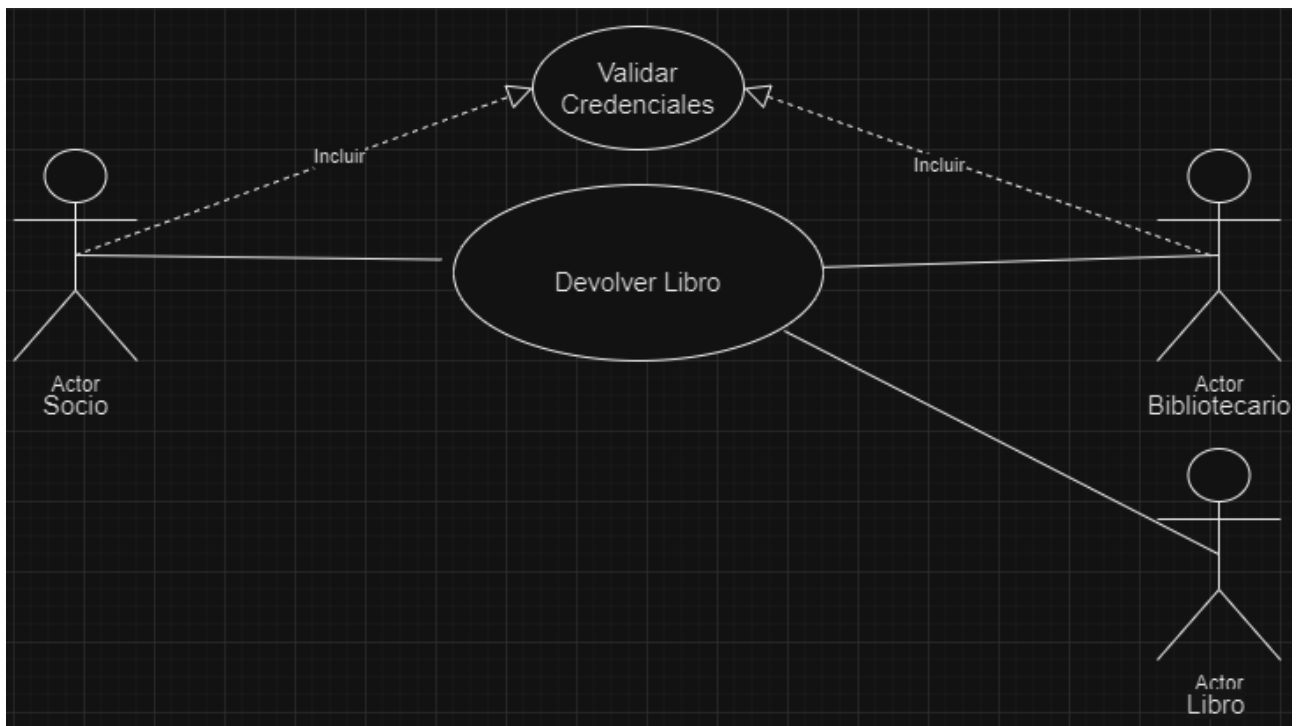 Validar
Credenciales
Incluir
Incluir
Devolver Libro
Actor
Socio
Actor
Bibliotecario
Actor
Libro